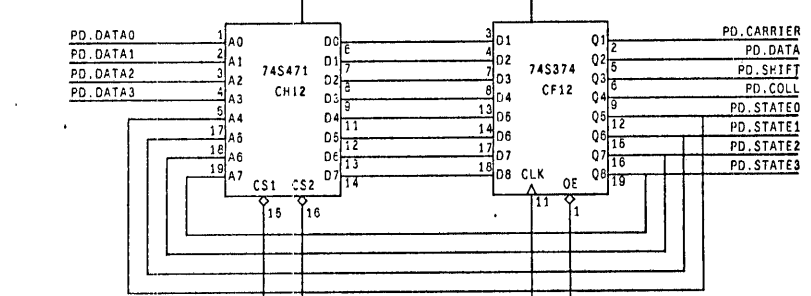 PD.DATA0 1 A0 D0 6 3 D1 Q1 2 PD.CARRIER
PD.DATA1 2 A1 D1 7 4 D2 Q2 5 PD.DATA
PD.DATA2 3 A2 74S471 D2 8 7 D3 74S374 Q3 6 PD.SHIFT
PD.DATA3 4 A3 CH12 D3 9 8 D4 CF12 Q4 9 PD.COLL
5 A4 D4 11 13 D5 Q5 12 PD.STATE0
17 A5 D5 12 14 D6 Q6 15 PD.STATE1
18 A6 D6 13 17 D7 Q7 16 PD.STATE2
19 A7 D7 14 18 D8 CLK Q8 19 PD.STATE3
CS1 CS2 OE
15 16 11 1